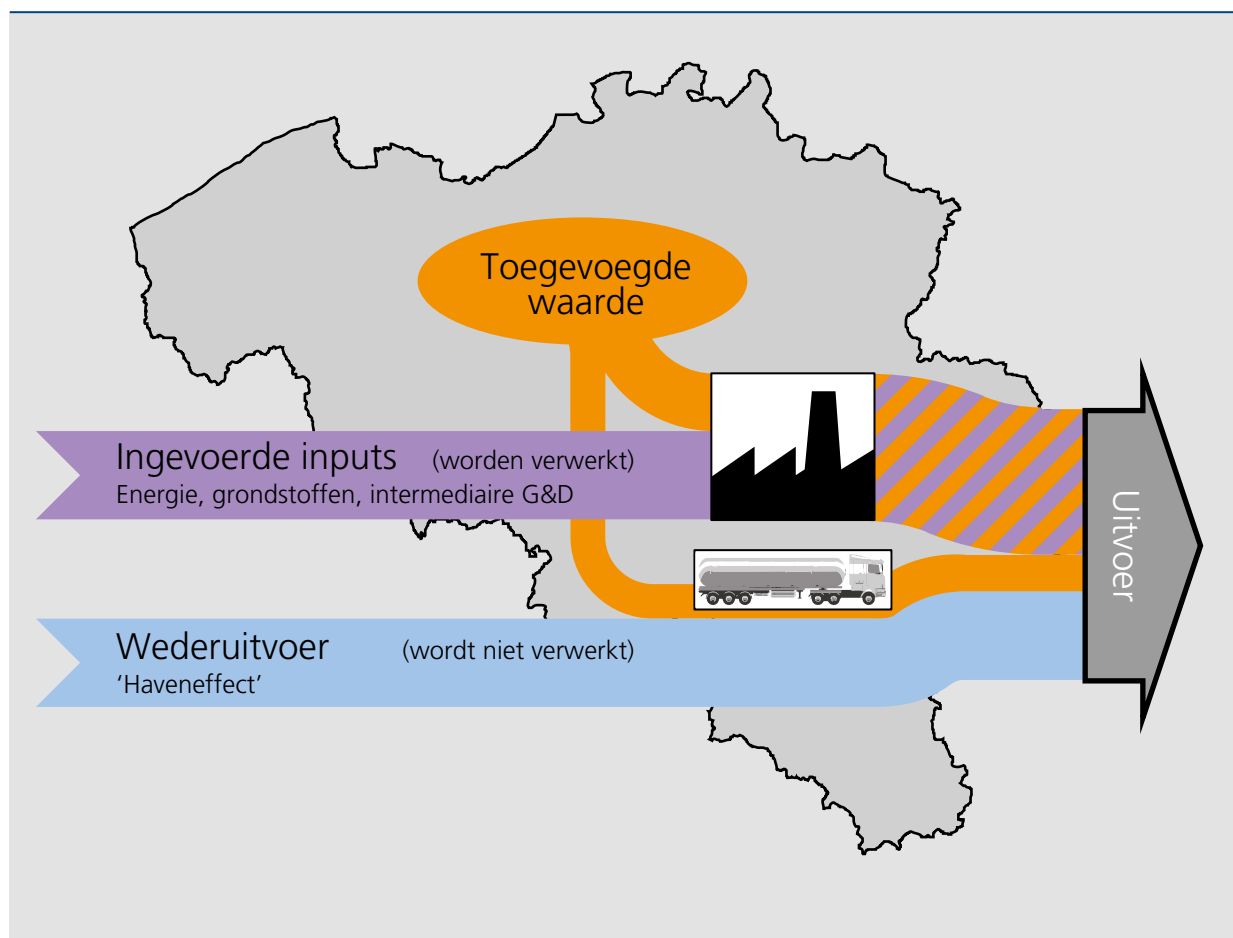 Toegevoegde
waarde
Ingevoerde inputs (worden verwerkt)
Energie, grondstoffen, intermediaire G&D
Wederuitvoer (wordt niet verwerkt)
‘Haveneffect’
Uitvoer